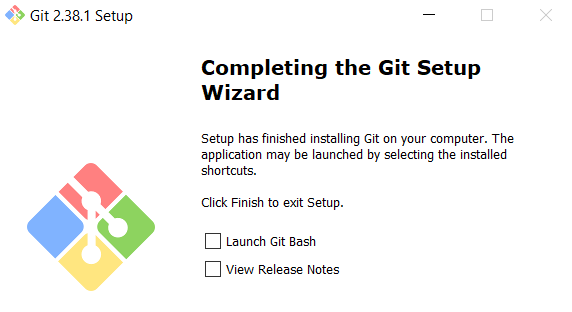 Git 2.38.1 Setup
Completing the Git Setup
Wizard
Setup has finished installing Git on your computer. The
application may be launched by selecting the installed
shortcuts.
Click Finish to exit Setup.
Launch Git Bash
View Release Notes